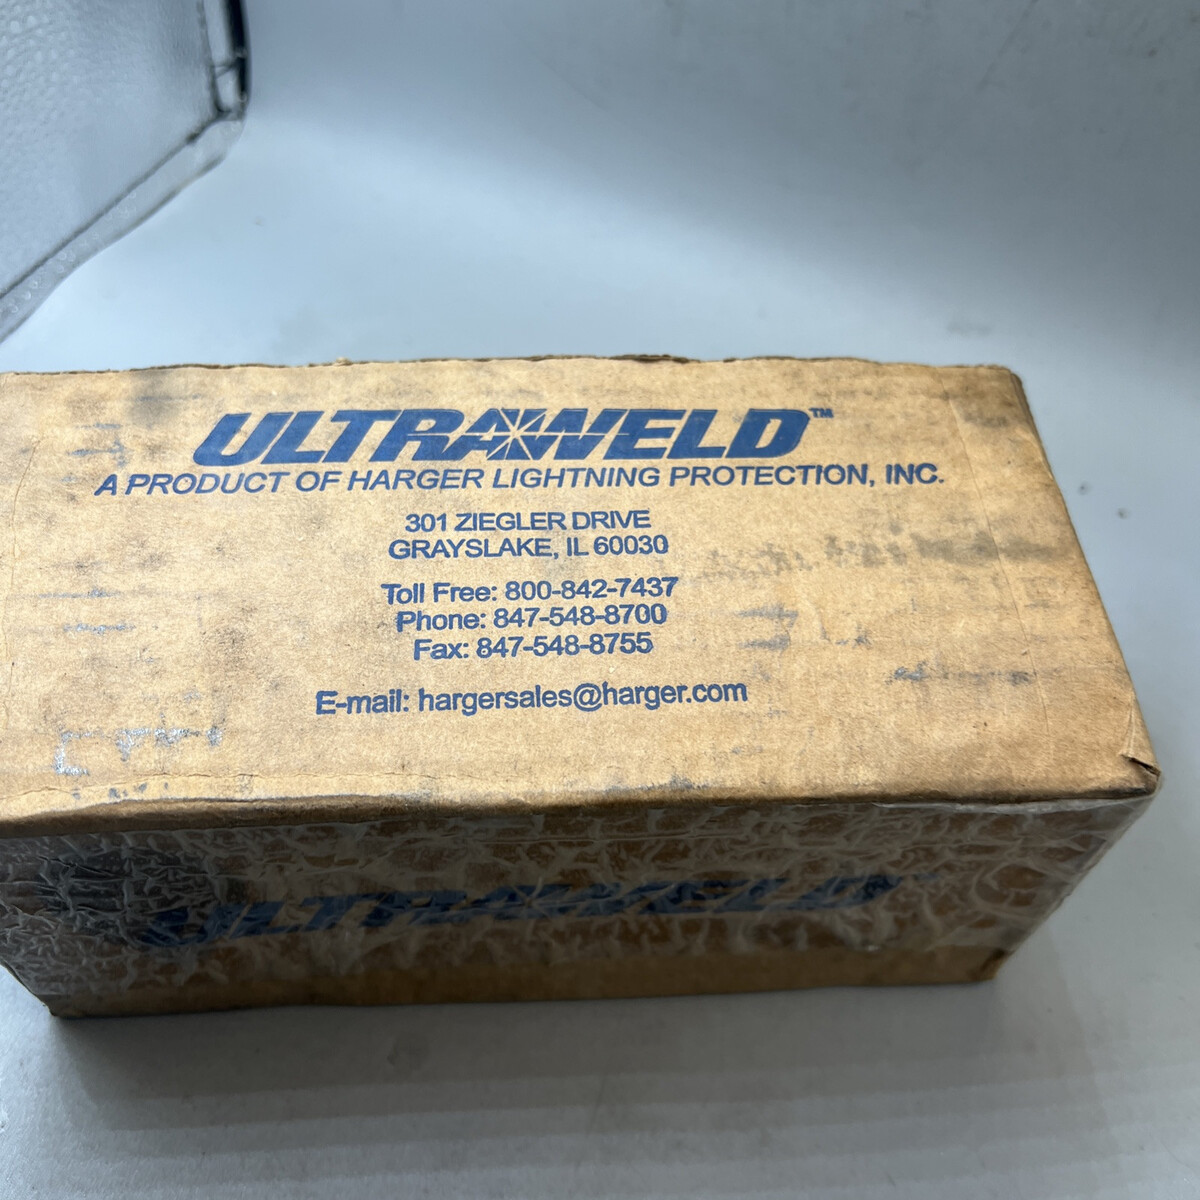 ULTRAWELD™
A PRODUCT OF HARGER LIGHTNING PROTECTION, INC.
301 ZIEGLER DRIVE
GRAYSLAKE, IL 60030
Toll Free: 800-842-7437
Phone: 847-548-8700
Fax: 847-548-8755
E-mail: hargersales@harger.com
ULTRAWELD